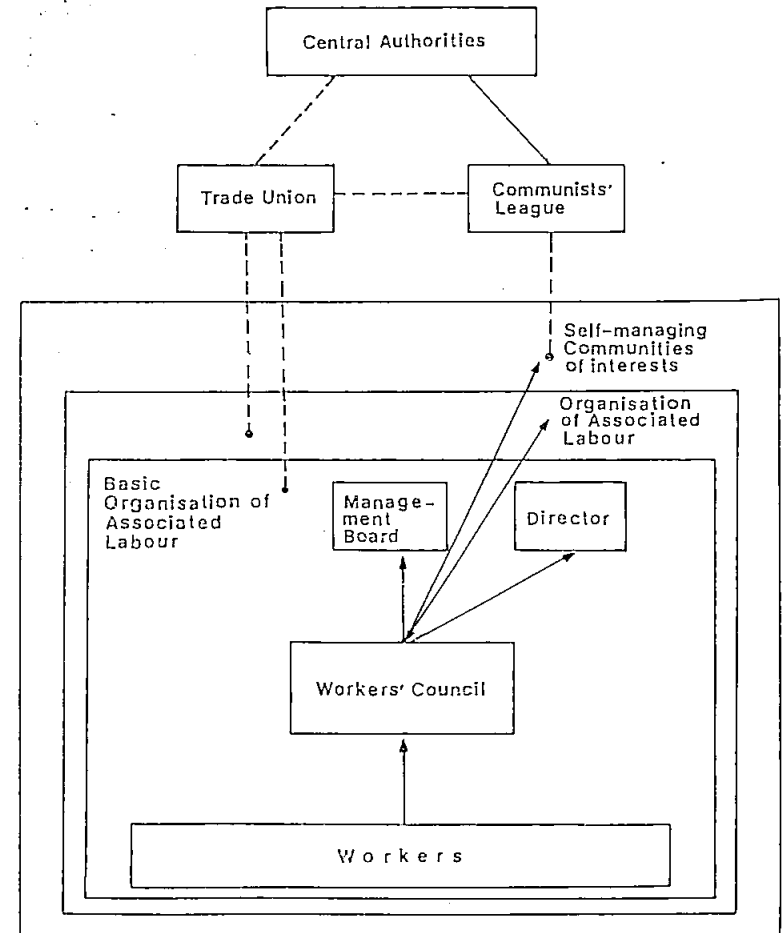 Central Authorities
Trade Union
Communists'
League
Self-managing
Communities
of interests
Organisation
of Associated
Labour
Basic
Organisation of
Associated
Labour
Manage-
ment
Board
Director
Workers' Council
Workers